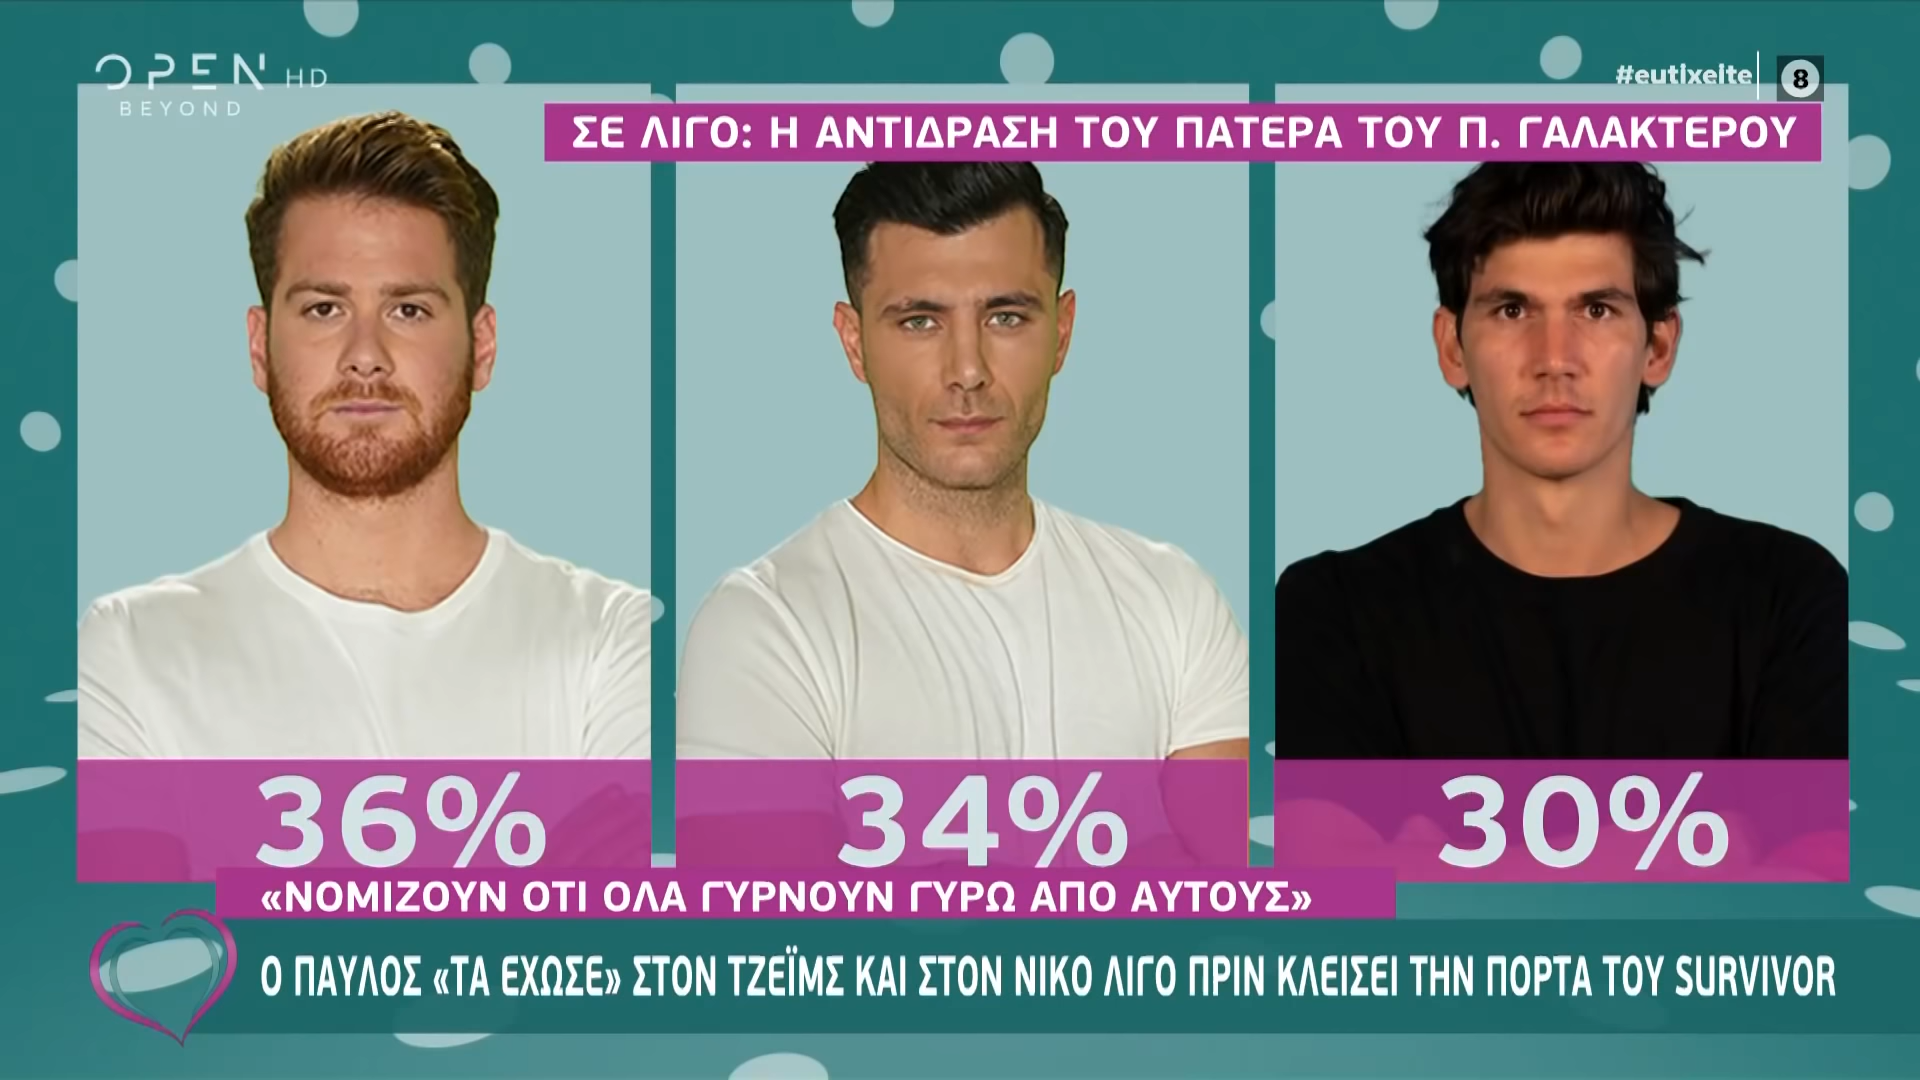 OPEN HD
BEYOND
#eutixeite
8
ΣΕ ΛΙΓΟ: Η ΑΝΤΙΔΡΑΣΗ ΤΟΥ ΠΑΤΕΡΑ ΤΟΥ Π. ΓΑΛΑΚΤΕΡΟΥ
36%
34%
30%
«ΝΟΜΙΖΟΥΝ ΟΤΙ ΟΛΑ ΓΥΡΝΟΥΝ ΓΥΡΩ ΑΠΟ ΑΥΤΟΥΣ»
Ο ΠΑΥΛΟΣ «ΤΑ ΕΧΩΣΕ» ΣΤΟΝ ΤΖΕΪΜΣ ΚΑΙ ΣΤΟΝ ΝΙΚΟ ΛΙΓΟ ΠΡΙΝ ΚΛΕΙΣΕΙ ΤΗΝ ΠΟΡΤΑ ΤΟΥ SURVIVOR